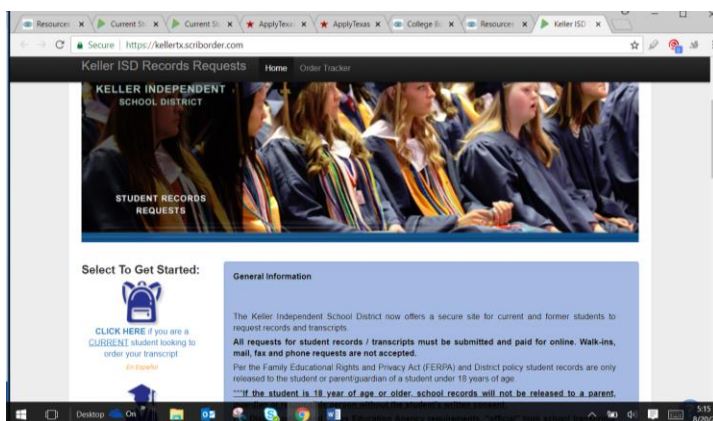 Resources
Current St
Current St
ApplyTexas
ApplyTexas
College B
Resources
Keller ISD
Secure | https://kellertx.scriborder.com
Keller ISD Records Requests Home Order Tracker
KELLER INDEPENDENT
SCHOOL DISTRICT
STUDENT RECORDS
REQUESTS
Select To Get Started:
CLICK HERE if you are a
CURRENT student looking to
order your transcript
En Español
General Information
The Keller Independent School District now offers a secure site for current and former students to
request records and transcripts.
All requests for student records / transcripts must be submitted and paid for online. Walk-ins,
mail, fax and phone requests are not accepted.
Per the Family Educational Rights and Privacy Act (FERPA) and District policy student records are only
released to the student or parent/guardian of a student under 18 years of age.
***If the student is 18 year of age or older, school records will not be released to a parent,
Desktop
On
5:15